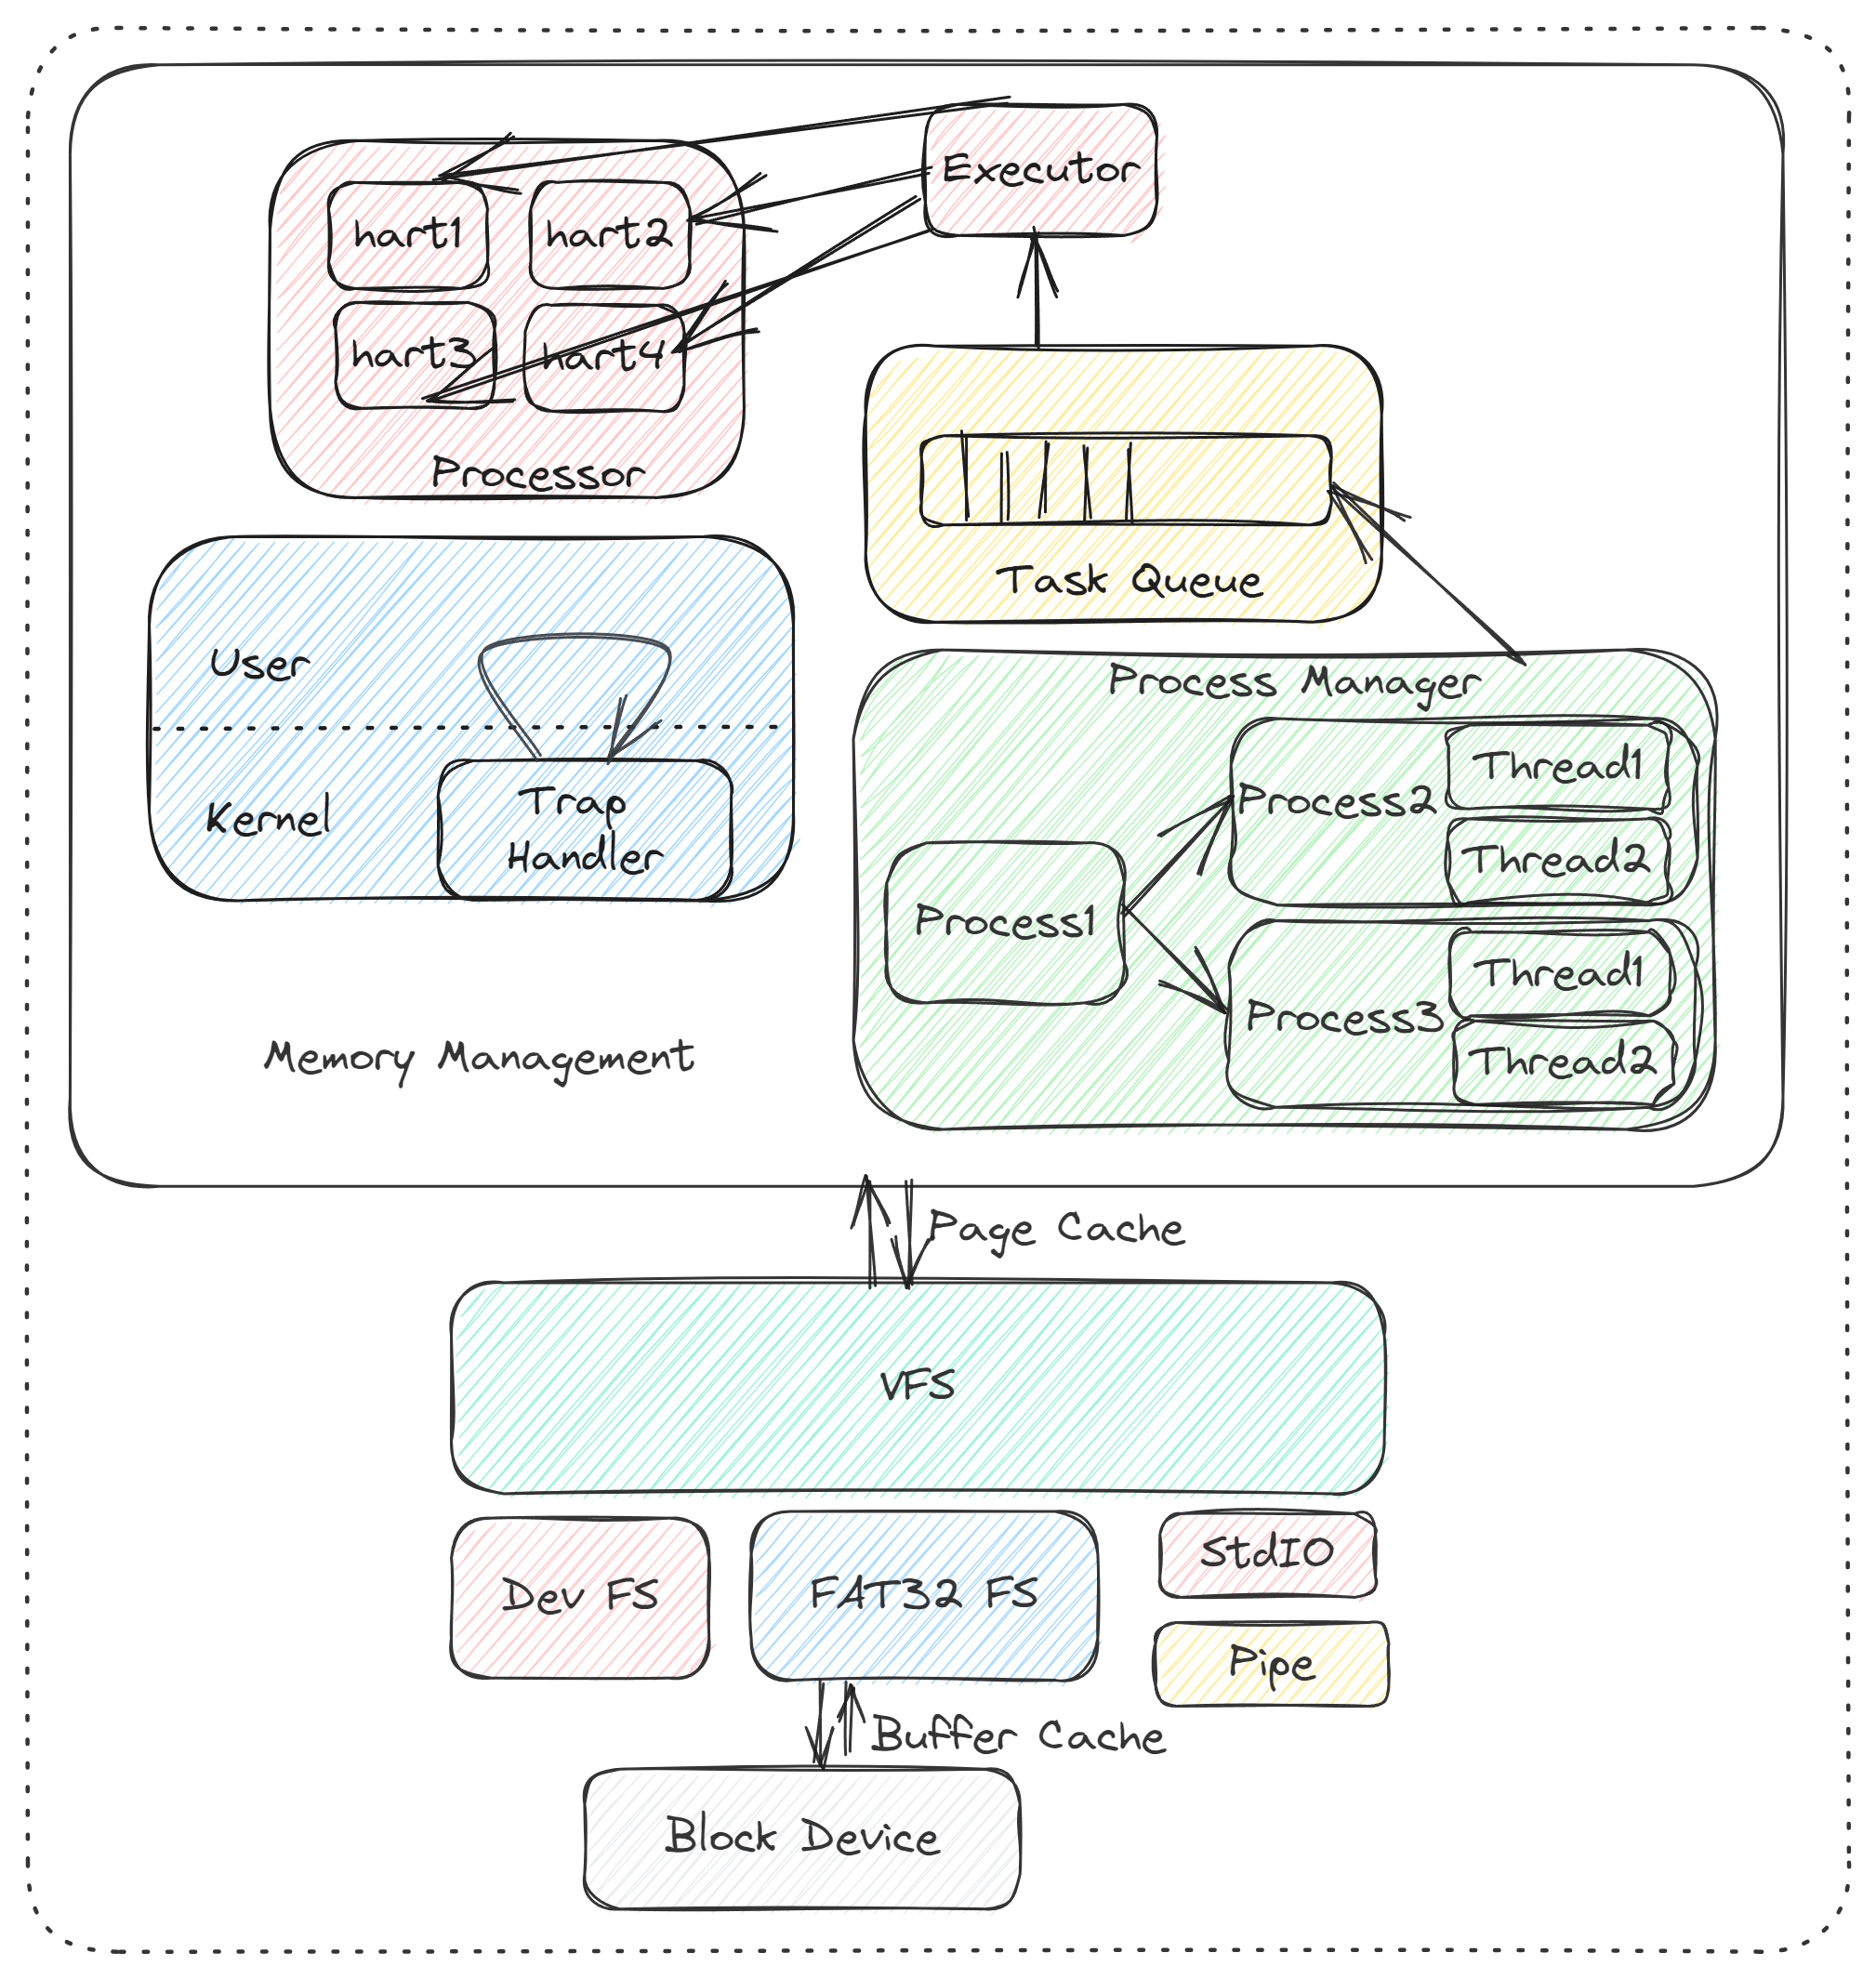 Executor
hart1
hart2
hart3
hart4
Processor
Task Queue
User
Kernel
Trap
Handler
Process Manager
Process1
Process2
Thread1
Thread2
Process3
Thread1
Thread2
Memory Management
Page Cache
VFS
Dev FS
FAT32 FS
StdIO
Pipe
Buffer Cache
Block Device